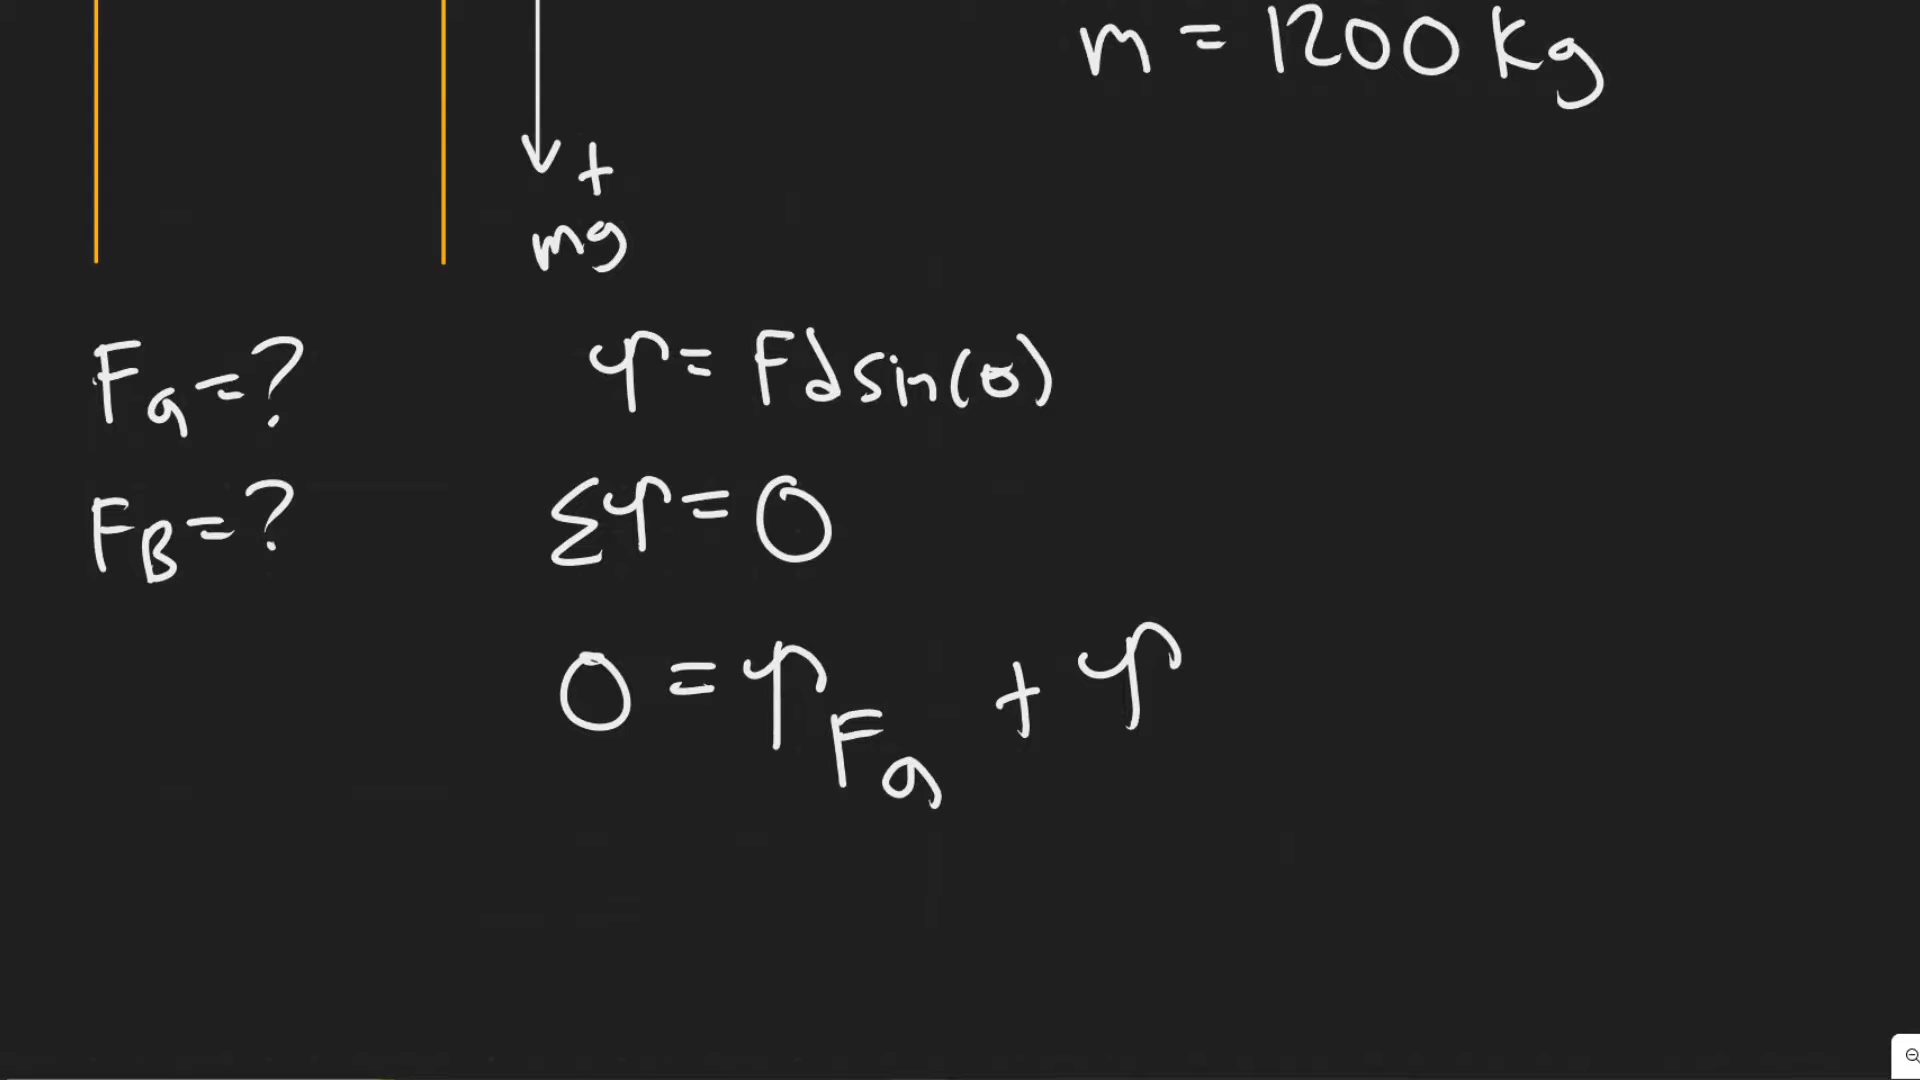 m = 1200 kg
+
mg
Fa = ?
τ = Fd sin(θ)
FB = ?
Στ = 0
0 = τFa + τ